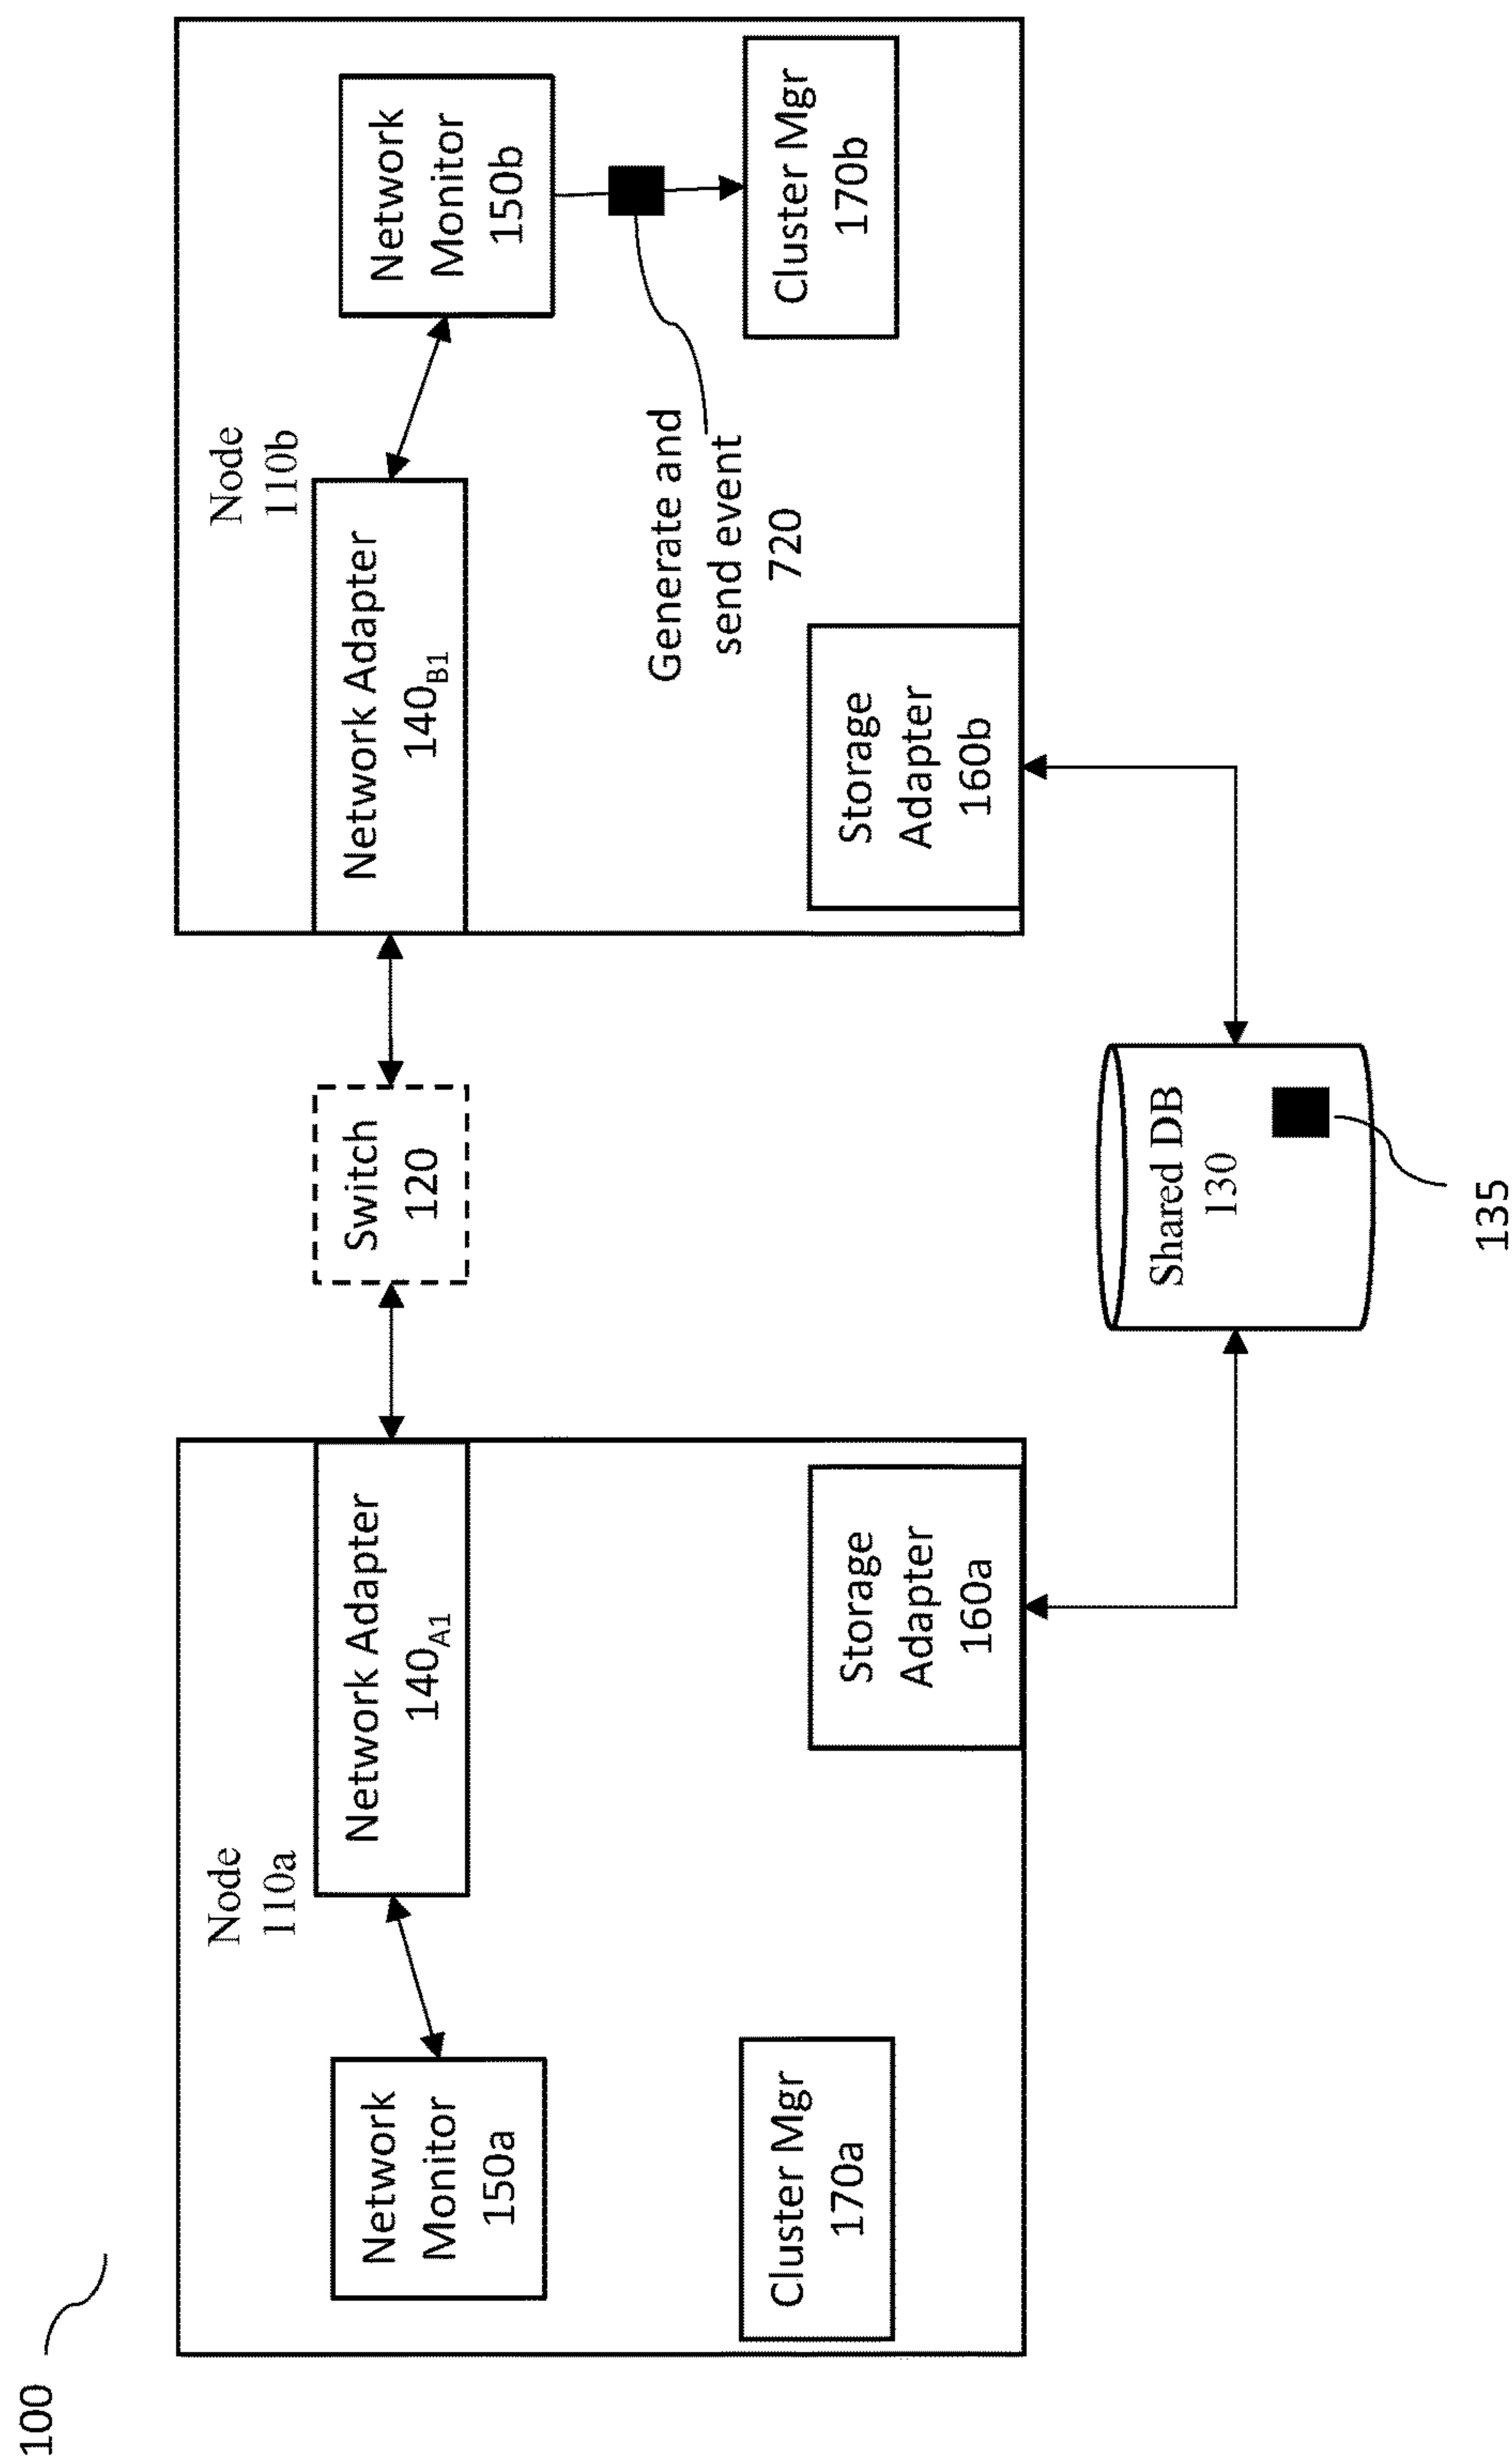 100
Node
110a
Network Adapter
140A1
Network
Monitor
150a
Cluster Mgr
170a
Storage
Adapter
160a
Switch
120
Shared DB
130
135
Node
110b
Network Adapter
140B1
Network
Monitor
150b
Generate and
send event
720
Cluster Mgr
170b
Storage
Adapter
160b